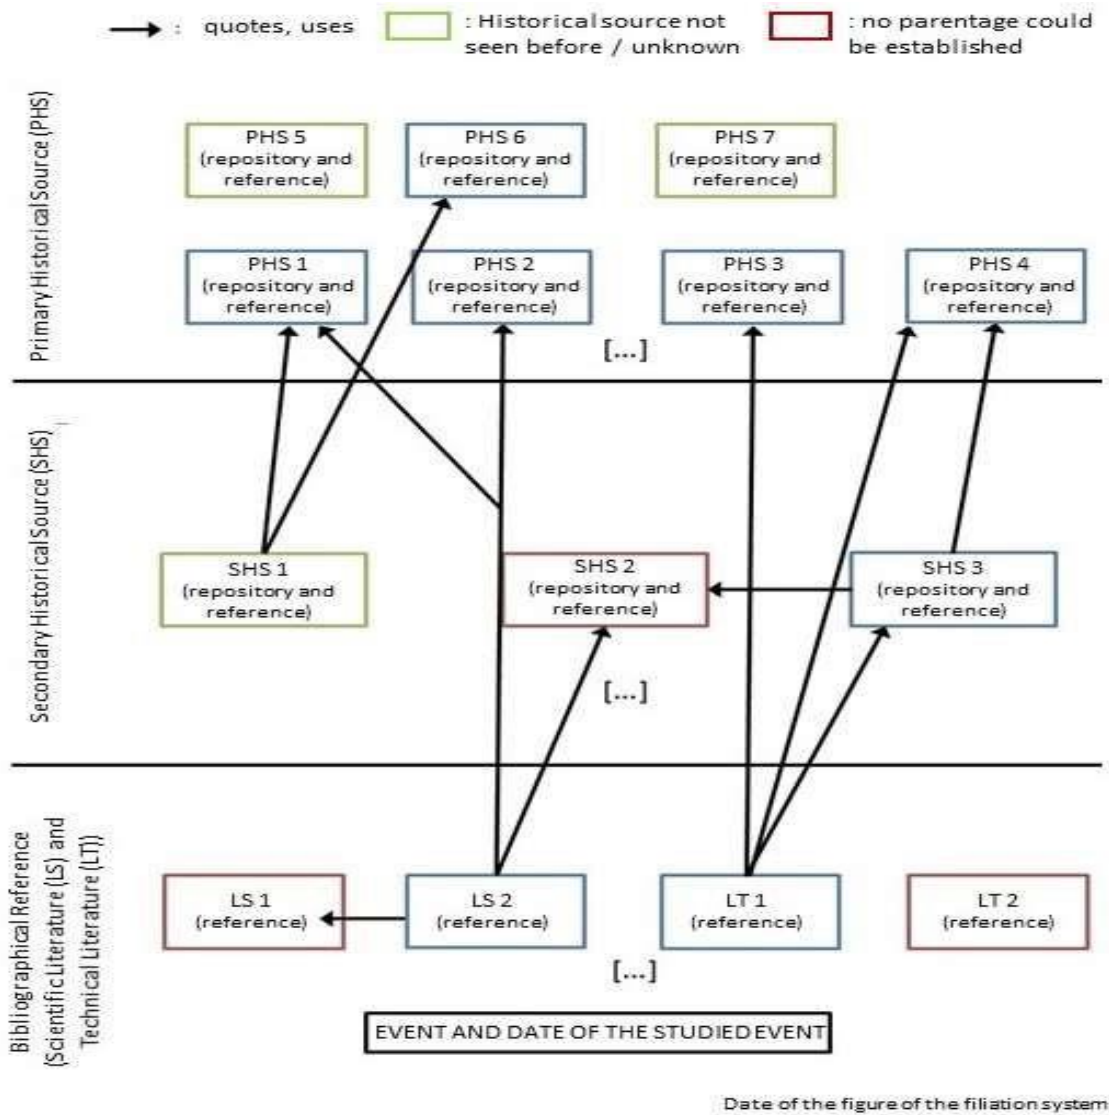 : quotes, uses
: Historical source not
seen before / unknown
: no parentage could
be established
Primary Historical Source (PHS)
PHS 5
(repository and
reference)
PHS 6
(repository and
reference)
PHS 7
(repository and
reference)
PHS 1
(repository and
reference)
PHS 2
(repository and
reference)
PHS 3
(repository and
reference)
PHS 4
(repository and
reference)
[...]
Secondary Historical Source (SHS)
SHS 1
(repository and
reference)
SHS 2
(repository and
reference)
SHS 3
(repository and
reference)
[...]
Bibliographical Reference
(Scientific Literature (LS) and
Technical Literature (LT))
LS 1
(reference)
LS 2
(reference)
LT 1
(reference)
LT 2
(reference)
[...]
EVENT AND DATE OF THE STUDIED EVENT
Date of the figure of the filiation system